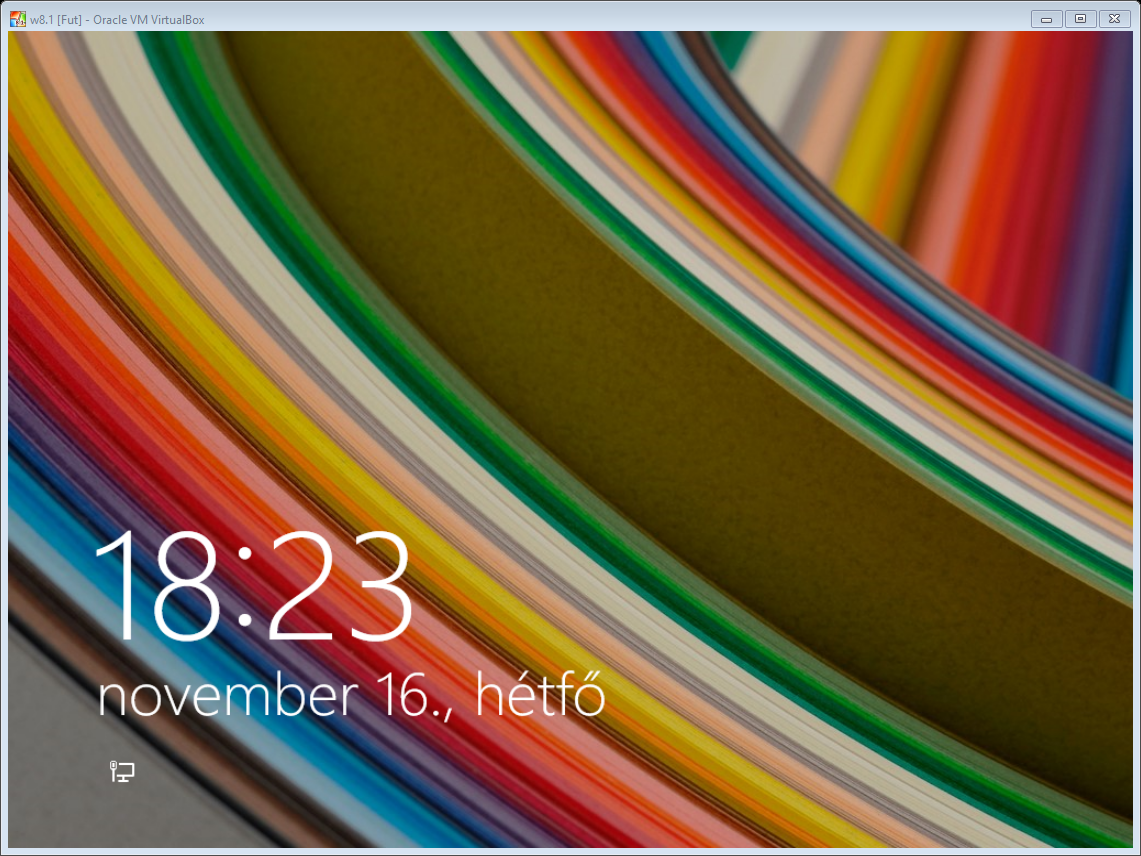 w8.1 [Fut] - Oracle VM VirtualBox
18:23
november 16., hétfő